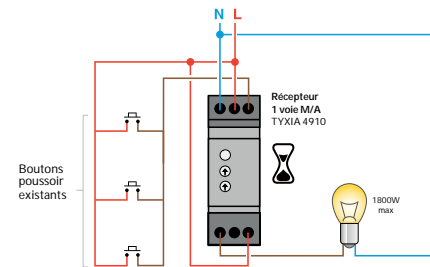 N L
Récepteur
1 voie M/A
TYXIA 4910
Boutons
poussoir
existants
1800W
max